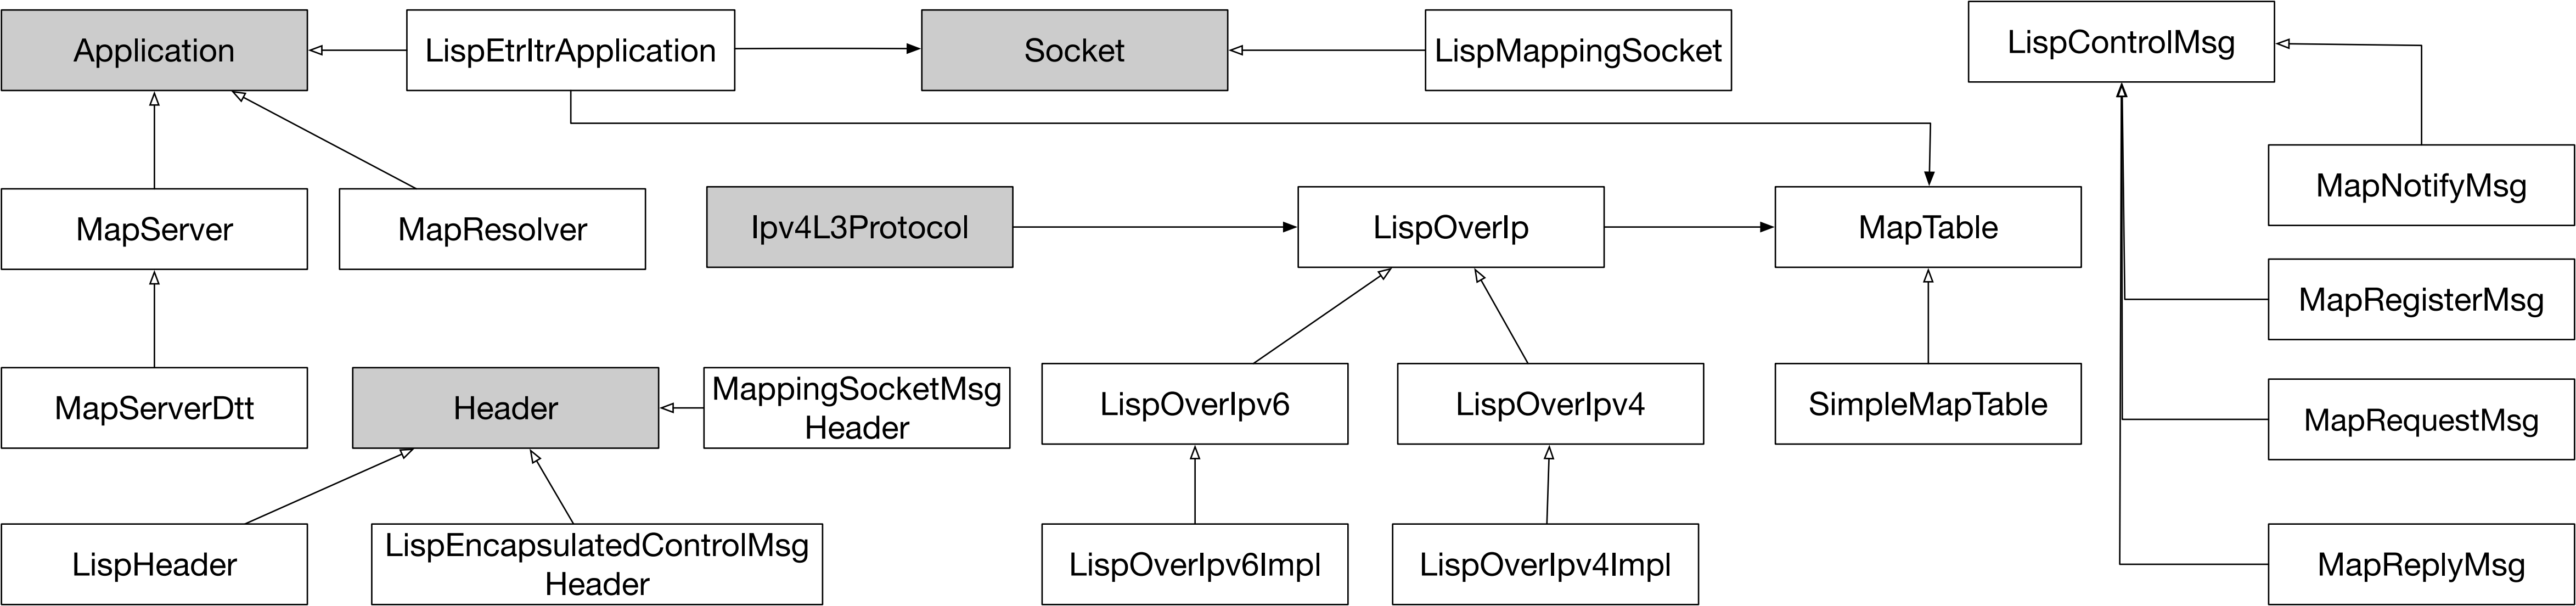 Application
LispEtrItrApplication
Socket
LispMappingSocket
LispControlMsg
MapNotifyMsg
MapServer
MapResolver
Ipv4L3Protocol
LispOverIp
MapTable
MapRegisterMsg
MapServerDtt
Header
MappingSocketMsg
Header
LispOverIpv6
LispOverIpv4
SimpleMapTable
MapRequestMsg
LispHeader
LispEncapsulatedControlMsg
Header
LispOverIpv6Impl
LispOverIpv4Impl
MapReplyMsg